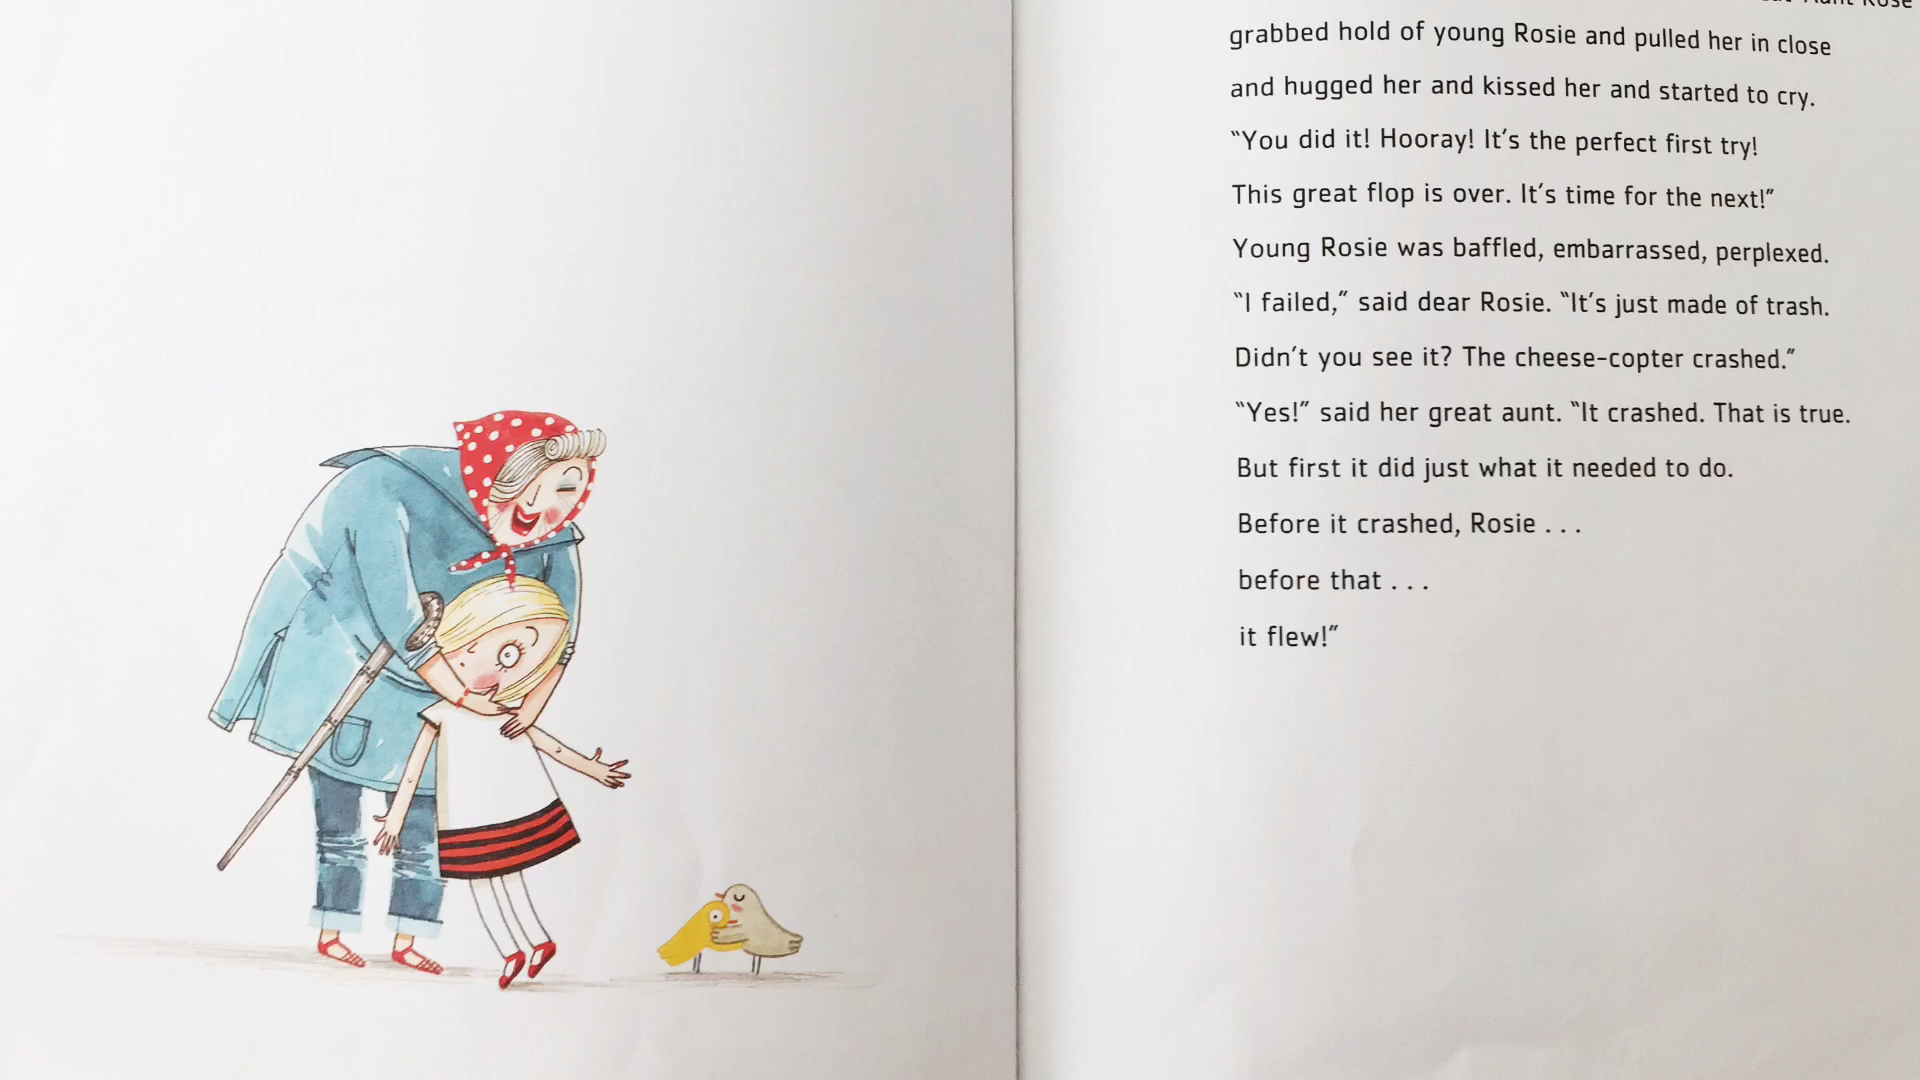 Aunt Rose
grabbed hold of young Rosie and pulled her in close
and hugged her and kissed her and started to cry.
“You did it! Hooray! It’s the perfect first try!
This great flop is over. It’s time for the next!”
Young Rosie was baffled, embarrassed, perplexed.
“I failed,” said dear Rosie. “It’s just made of trash.
Didn’t you see it? The cheese-copter crashed.”
“Yes!” said her great aunt. “It crashed. That is true.
But first it did just what it needed to do.
Before it crashed, Rosie . . .
before that . . .
it flew!”